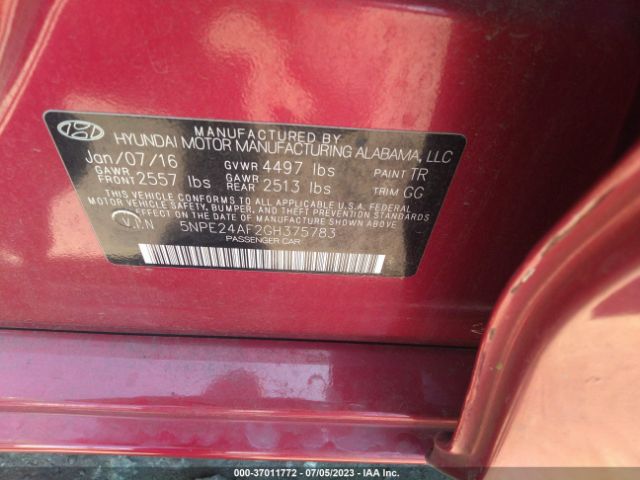 MANUFACTURED BY
HYUNDAI MOTOR MANUFACTURING ALABAMA, LLC
Jan/07/16 GVWR 4497 lbs PAINT TR
GAWR FRONT 2557 lbs GAWR REAR 2513 lbs TRIM GG
THIS VEHICLE CONFORMS TO ALL APPLICABLE U.S.A. FEDERAL
MOTOR VEHICLE SAFETY, BUMPER, AND THEFT PREVENTION STANDARDS IN EFFECT ON
THE DATE OF MANUFACTURE SHOWN ABOVE.
V.I.N 5NPE24AF2GH375783
PASSENGER CAR
000-37011772 - 07/05/2023 - IAA Inc.